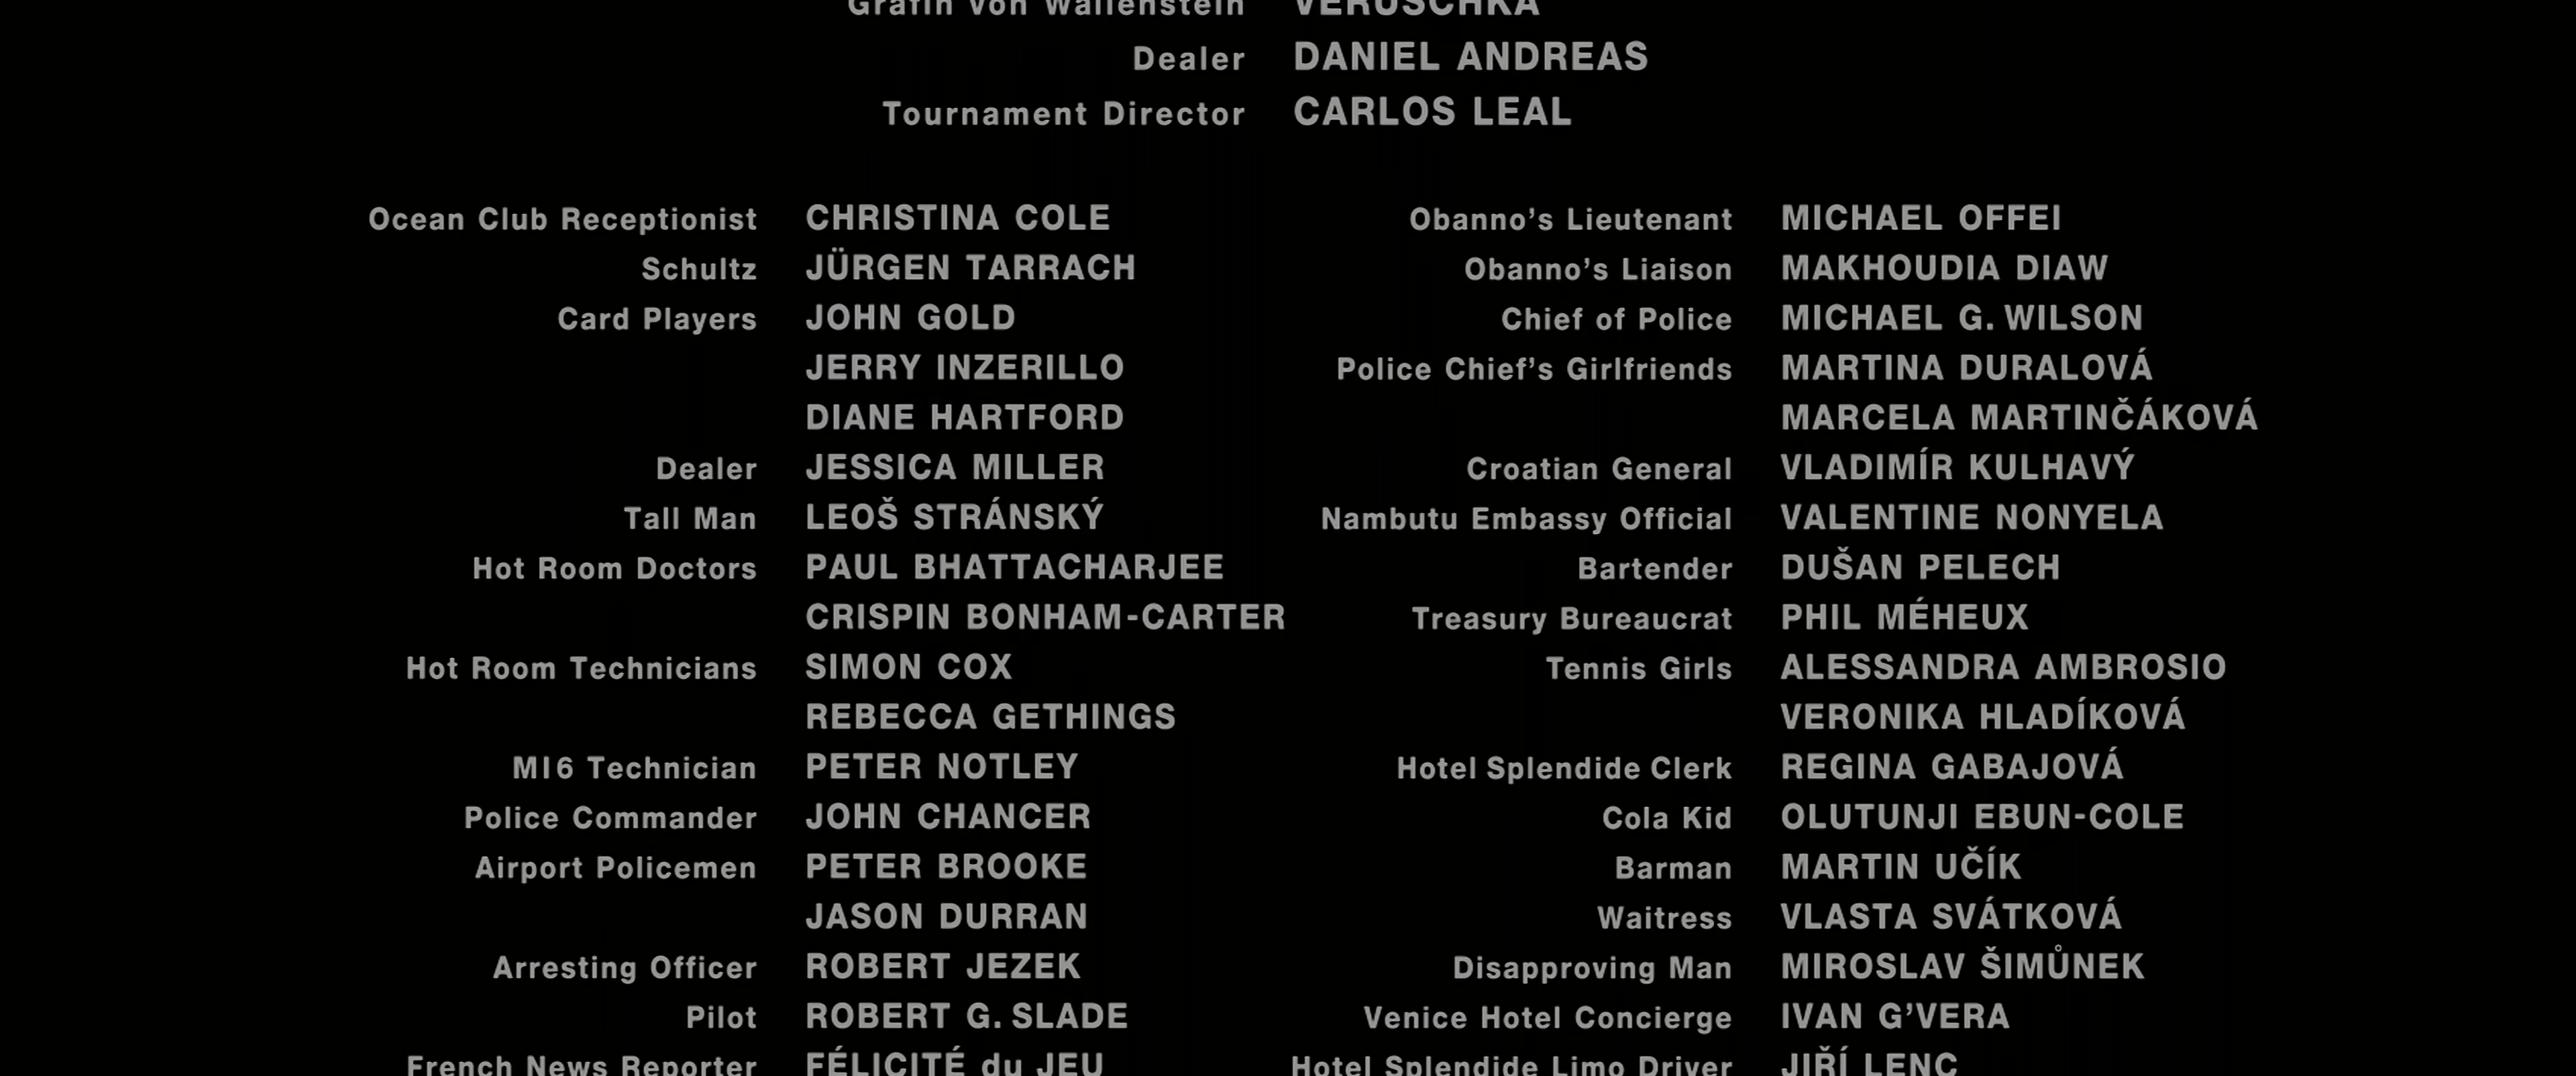 Gräfin von Wallenstein VERUSCHKA
Dealer DANIEL ANDREAS
Tournament Director CARLOS LEAL
Ocean Club Receptionist CHRISTINA COLE
Schultz JÜRGEN TARRACH
Card Players JOHN GOLD
JERRY INZERILLO
DIANE HARTFORD
Dealer JESSICA MILLER
Tall Man LEOŠ STRÁNSKÝ
Hot Room Doctors PAUL BHATTACHARJEE
CRISPIN BONHAM-CARTER
Hot Room Technicians SIMON COX
REBECCA GETHINGS
MI6 Technician PETER NOTLEY
Police Commander JOHN CHANCER
Airport Policemen PETER BROOKE
JASON DURRAN
Arresting Officer ROBERT JEZEK
Pilot ROBERT G. SLADE
French News Reporter FÉLICITÉ du JEU
Obanno’s Lieutenant MICHAEL OFFEI
Obanno’s Liaison MAKHOUDIA DIAW
Chief of Police MICHAEL G. WILSON
Police Chief’s Girlfriends MARTINA DURALOVÁ
MARCELA MARTINČÁKOVÁ
Croatian General VLADIMÍR KULHAVÝ
Nambutu Embassy Official VALENTINE NONYELA
Bartender DUŠAN PELECH
Treasury Bureaucrat PHIL MÉHEUX
Tennis Girls ALESSANDRA AMBROSIO
VERONIKA HLADÍKOVÁ
Hotel Splendide Clerk REGINA GABAJOVÁ
Cola Kid OLUTUNJI EBUN-COLE
Barman MARTIN UČÍK
Waitress VLASTA SVÁTKOVÁ
Disapproving Man MIROSLAV ŠIMŮNEK
Venice Hotel Concierge IVAN G’VERA
Hotel Splendide Limo Driver JIŘÍ LENC